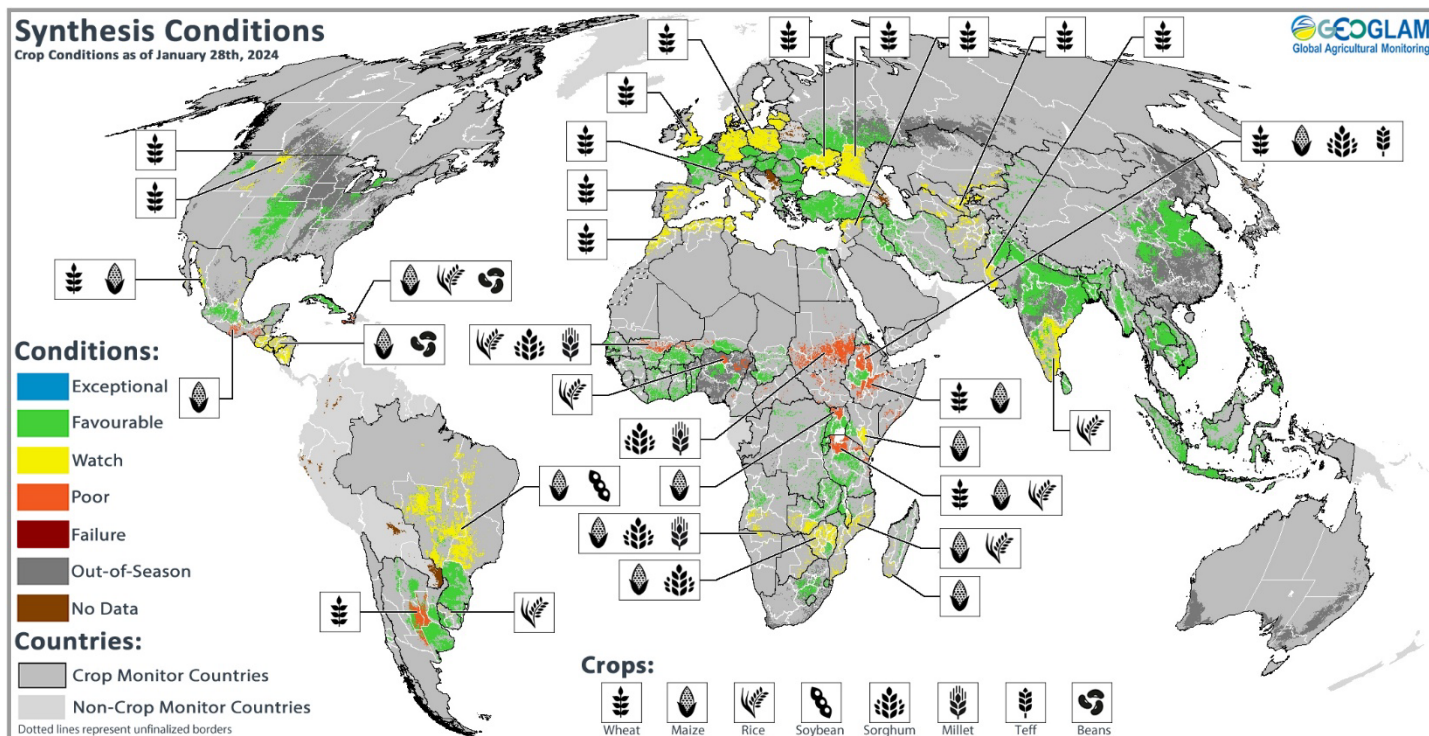 Synthesis Conditions
Crop Conditions as of January 28th, 2024
GEOGLAM
Global Agricultural Monitoring
Conditions:
Exceptional
Favourable
Watch
Poor
Failure
Out-of-Season
No Data
Countries:
Crop Monitor Countries
Non-Crop Monitor Countries
Dotted lines represent unfinalized borders
Crops:
Wheat Maize Rice Soybean Sorghum Millet Teff Beans